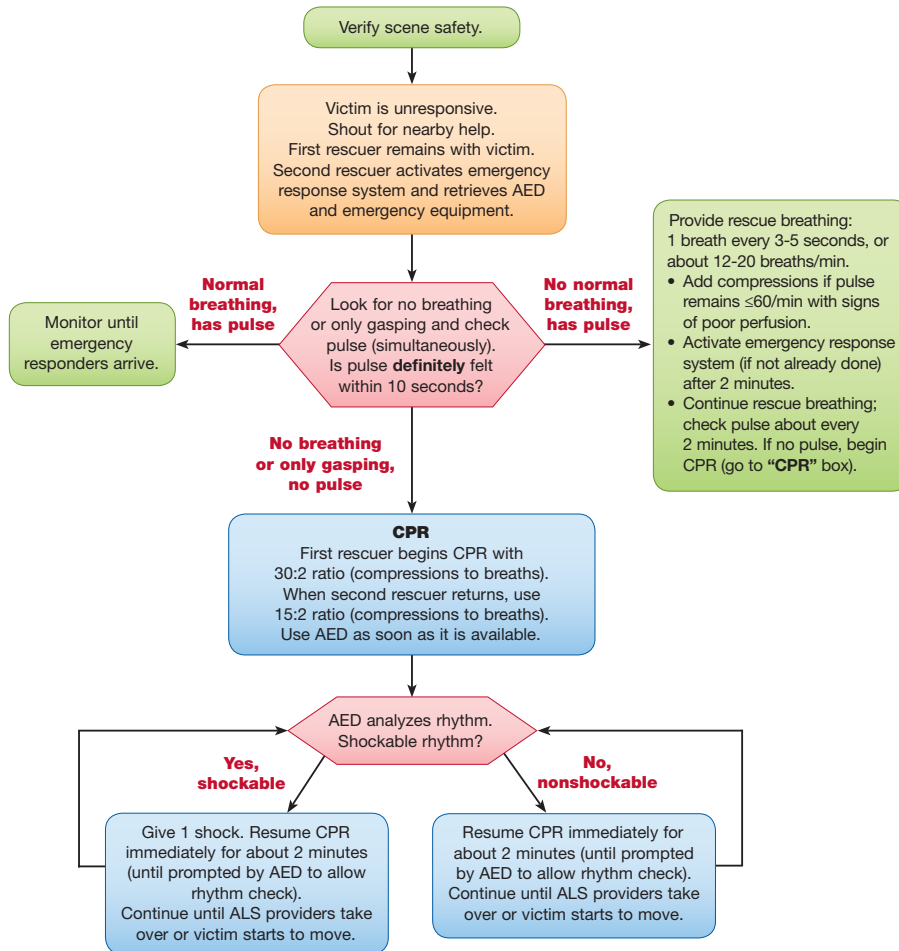 Verify scene safety.
Victim is unresponsive.
Shout for nearby help.
First rescuer remains with victim.
Second rescuer activates emergency
response system and retrieves AED
and emergency equipment.
Normal
breathing,
has pulse
Look for no breathing
or only gasping and check
pulse (simultaneously).
Is pulse definitely felt
within 10 seconds?
No normal
breathing,
has pulse
Monitor until
emergency
responders arrive.
Provide rescue breathing:
1 breath every 3-5 seconds, or
about 12-20 breaths/min.
• Add compressions if pulse
remains ≤60/min with signs
of poor perfusion.
• Activate emergency response
system (if not already done)
after 2 minutes.
• Continue rescue breathing;
check pulse about every
2 minutes. If no pulse, begin
CPR (go to “CPR” box).
No breathing
or only gasping,
no pulse
CPR
First rescuer begins CPR with
30:2 ratio (compressions to breaths).
When second rescuer returns, use
15:2 ratio (compressions to breaths).
Use AED as soon as it is available.
AED analyzes rhythm.
Shockable rhythm?
Yes,
shockable
No,
nonshockable
Give 1 shock. Resume CPR
immediately for about 2 minutes
(until prompted by AED to allow
rhythm check).
Continue until ALS providers take
over or victim starts to move.
Resume CPR immediately for
about 2 minutes (until prompted
by AED to allow rhythm check).
Continue until ALS providers take
over or victim starts to move.